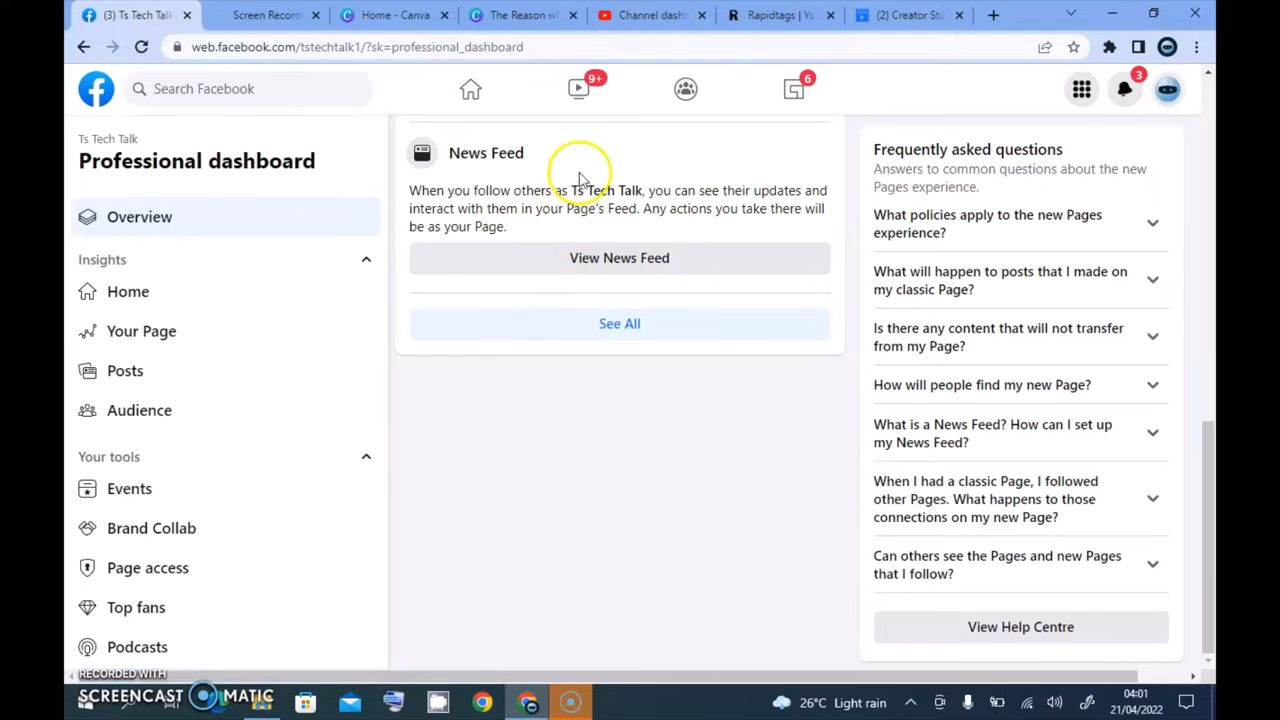 (3) Ts Tech Talk
Screen Record
Home - Canva
The Reason wi
Channel dash
Rapidtags | Yo
(2) Creator Stu
web.facebook.com/tstechtalk1/?sk=professional_dashboard
Search Facebook
9+
6
3
Ts Tech Talk
Professional dashboard
Overview
Insights
Home
Your Page
Posts
Audience
Your tools
Events
Brand Collab
Page access
Top fans
Podcasts
News Feed
When you follow others as Ts Tech Talk, you can see their updates and
interact with them in your Page's Feed. Any actions you take there will
be as your Page.
View News Feed
See All
Frequently asked questions
Answers to common questions about the new
Pages experience.
What policies apply to the new Pages
experience?
What will happen to posts that I made on
my classic Page?
Is there any content that will not transfer
from my Page?
How will people find my new Page?
What is a News Feed? How can I set up
my News Feed?
When I had a classic Page, I followed
other Pages. What happens to those
connections on my new Page?
Can others see the Pages and new Pages
that I follow?
View Help Centre
RECORDED WITH
SCREENCAST MATIC
26°C Light rain
04:01
21/04/2022